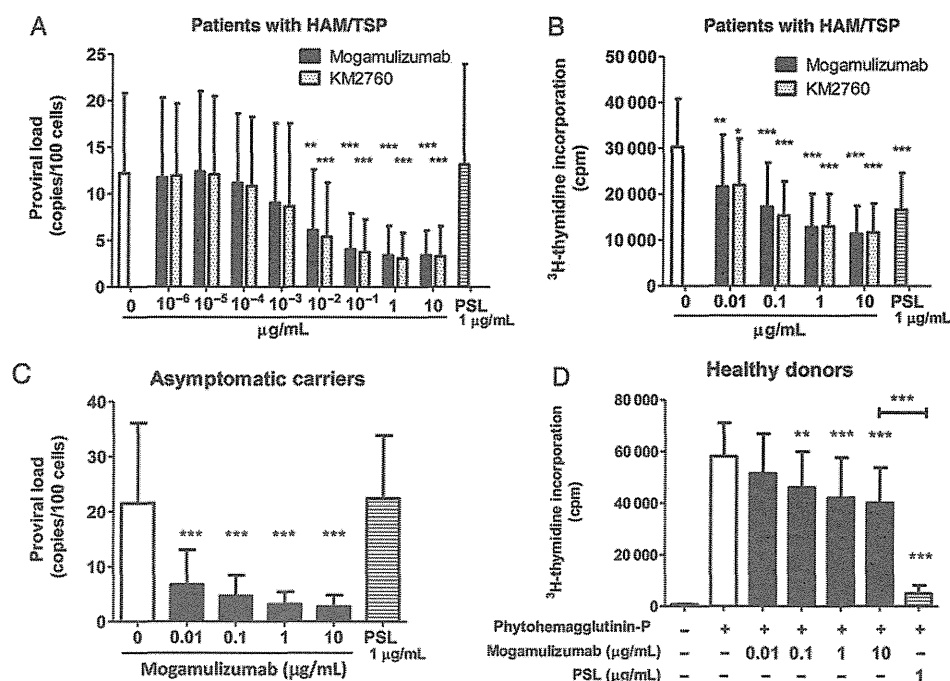 A
Patients with HAM/TSP
Mogamulizumab
KM2760
Proviral load
(copies/100 cells)
25
20
15
10
5
0
** *** *** *** *** *** *** ***
0 10⁻⁶ 10⁻⁵ 10⁻⁴ 10⁻³ 10⁻² 10⁻¹ 1 10 PSL
1 μg/mL
μg/mL
B
Patients with HAM/TSP
Mogamulizumab
KM2760
³H-thymidine incorporation
(cpm)
50 000
40 000
30 000
20 000
10 000
0
** * *** *** *** *** *** *** ***
0 0.01 0.1 1 10 PSL
1 μg/mL
μg/mL
C
Asymptomatic carriers
Proviral load
(copies/100 cells)
40
30
20
10
0
*** *** *** ***
0 0.01 0.1 1 10 PSL
1 μg/mL
Mogamulizumab (μg/mL)
D
Healthy donors
³H-thymidine incorporation
(cpm)
80 000
60 000
40 000
20 000
0
***
** *** ***
***
Phytohemagglutinin-P – + + + + + +
Mogamulizumab (μg/mL) – – 0.01 0.1 1 10 –
PSL (μg/mL) – – – – – – 1